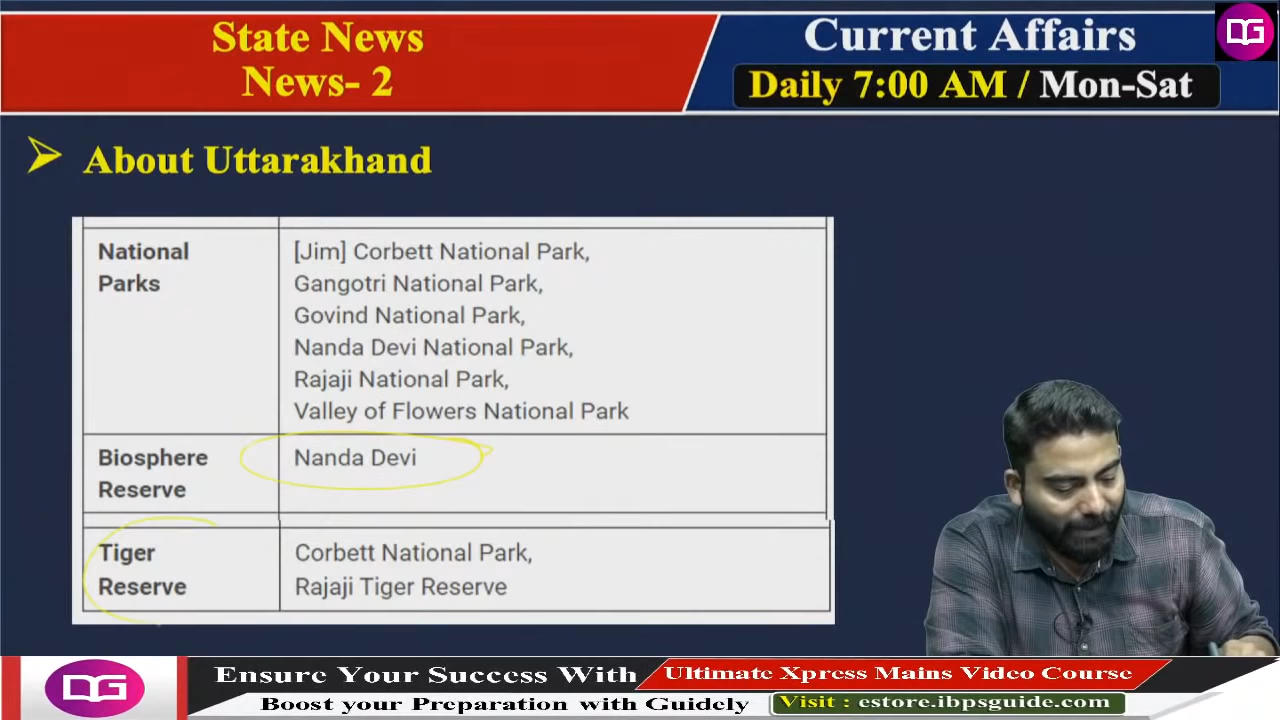 State News
News- 2
Current Affairs
Daily 7:00 AM / Mon-Sat
About Uttarakhand
National
Parks
[Jim] Corbett National Park,
Gangotri National Park,
Govind National Park,
Nanda Devi National Park,
Rajaji National Park,
Valley of Flowers National Park
Biosphere
Reserve
Nanda Devi
Tiger
Reserve
Corbett National Park,
Rajaji Tiger Reserve
Ensure Your Success With
Ultimate Xpress Mains Video Course
Boost your Preparation with Guidely
Visit : estore.ibpsguide.com